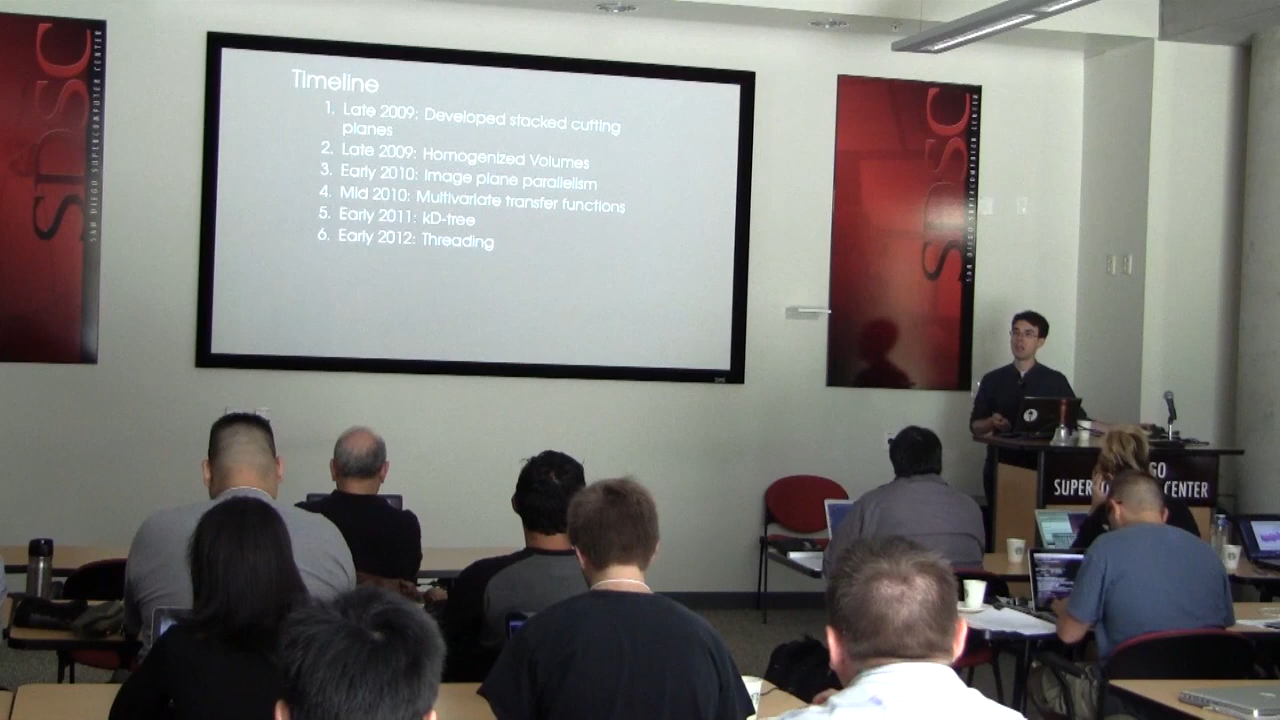 SDSC
SAN DIEGO SUPERCOMPUTER CENTER
Timeline
1. Late 2009: Developed stacked cutting
planes
2. Late 2009: Homogenized Volumes
3. Early 2010: Image plane parallelism
4. Mid 2010: Multivariate transfer functions
5. Early 2011: kD-tree
6. Early 2012: Threading
SDSC
SAN DIEGO SUPERCOMPUTER CENTER
GO
SUPER
CENTER